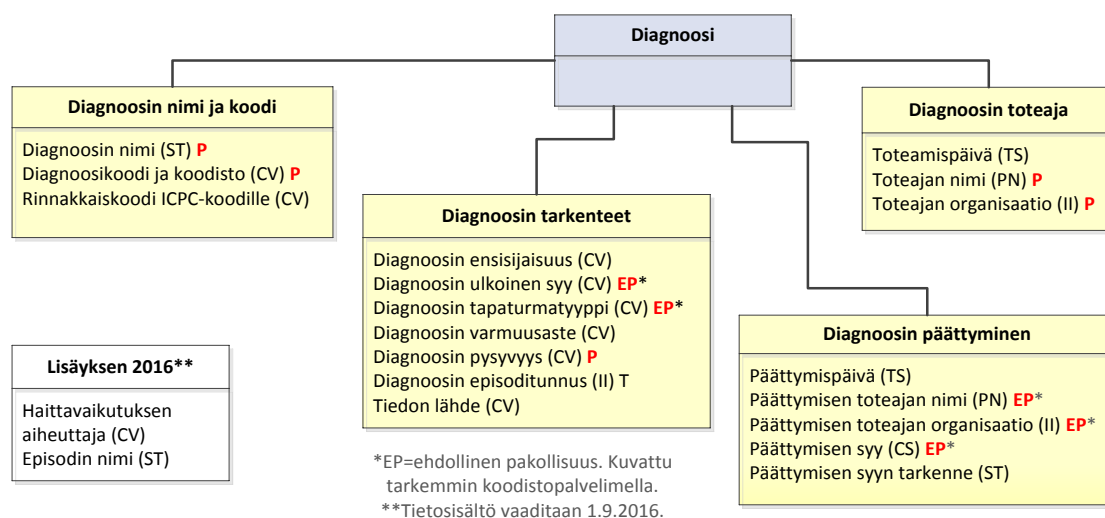 Diagnoosi
Diagnoosin nimi ja koodi
Diagnoosin nimi (ST) P
Diagnoosikoodi ja koodisto (CV) P
Rinnakkaiskoodi ICPC-koodille (CV)
Diagnoosin toteaja
Toteamispäivä (TS)
Toteajan nimi (PN) P
Toteajan organisaatio (II) P
Diagnoosin tarkenteet
Diagnoosin ensisijaisuus (CV)
Diagnoosin ulkoinen syy (CV) EP*
Diagnoosin tapaturmatyyppi (CV) EP*
Diagnoosin varmuusaste (CV)
Diagnoosin pysyvyys (CV) P
Diagnoosin episoditunnus (II) T
Tiedon lähde (CV)
Diagnoosin päättyminen
Päättymispäivä (TS)
Päättymisen toteajan nimi (PN) EP*
Päättymisen toteajan organisaatio (II) EP*
Päättymisen syy (CS) EP*
Päättymisen syyn tarkenne (ST)
Lisäyksen 2016**
Haittavaikutuksen
aiheuttaja (CV)
Episodin nimi (ST)
*EP=ehdollinen pakollisuus. Kuvattu
tarkemmin koodistopalvelimella.
**Tietosisältö vaaditaan 1.9.2016.